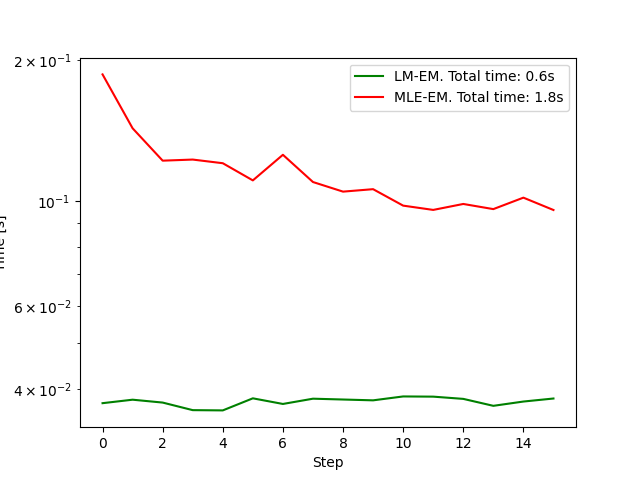 LM-EM. Total time: 0.6s
MLE-EM. Total time: 1.8s
2 × 10⁻¹
10⁻¹
6 × 10⁻²
4 × 10⁻²
[s]
0 2 4 6 8 10 12 14
Step